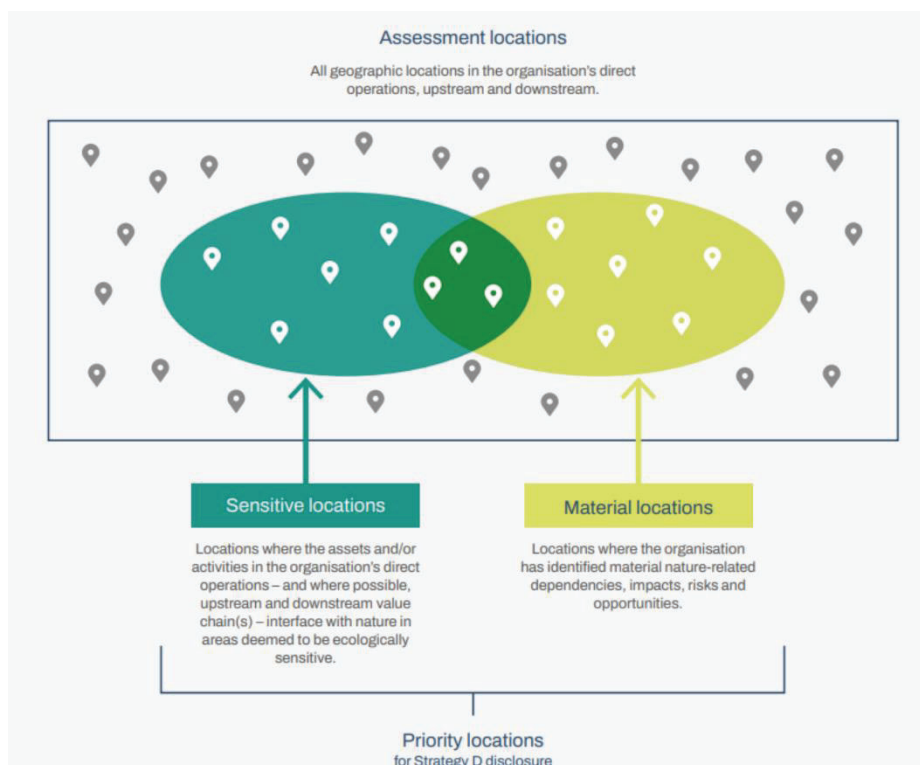 Assessment locations
All geographic locations in the organisation's direct
operations, upstream and downstream.
Sensitive locations
Locations where the assets and/or
activities in the organisation's direct
operations – and where possible,
upstream and downstream value
chain(s) – interface with nature in
areas deemed to be ecologically
sensitive.
Material locations
Locations where the organisation
has identified material nature-related
dependencies, impacts, risks and
opportunities.
Priority locations
for Strategy D disclosure